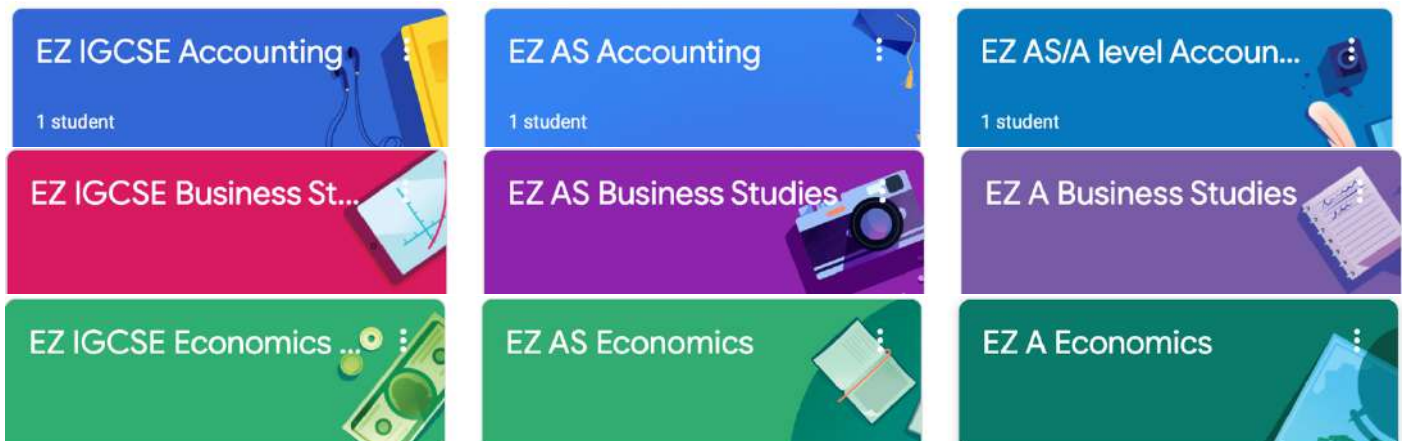 EZ IGCSE Accounting
EZ AS Accounting
EZ AS/A level Accoun...
1 student
1 student
1 student
EZ IGCSE Business St...
EZ AS Business Studies
EZ A Business Studies
EZ IGCSE Economics ...
EZ AS Economics
EZ A Economics